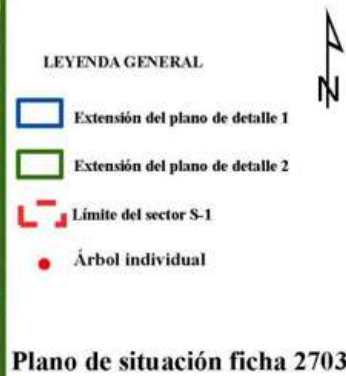 N
LEYENDA GENERAL
Extensión del plano de detalle 1
Extensión del plano de detalle 2
Límite del sector S-1
Árbol individual
Plano de situación ficha 2703